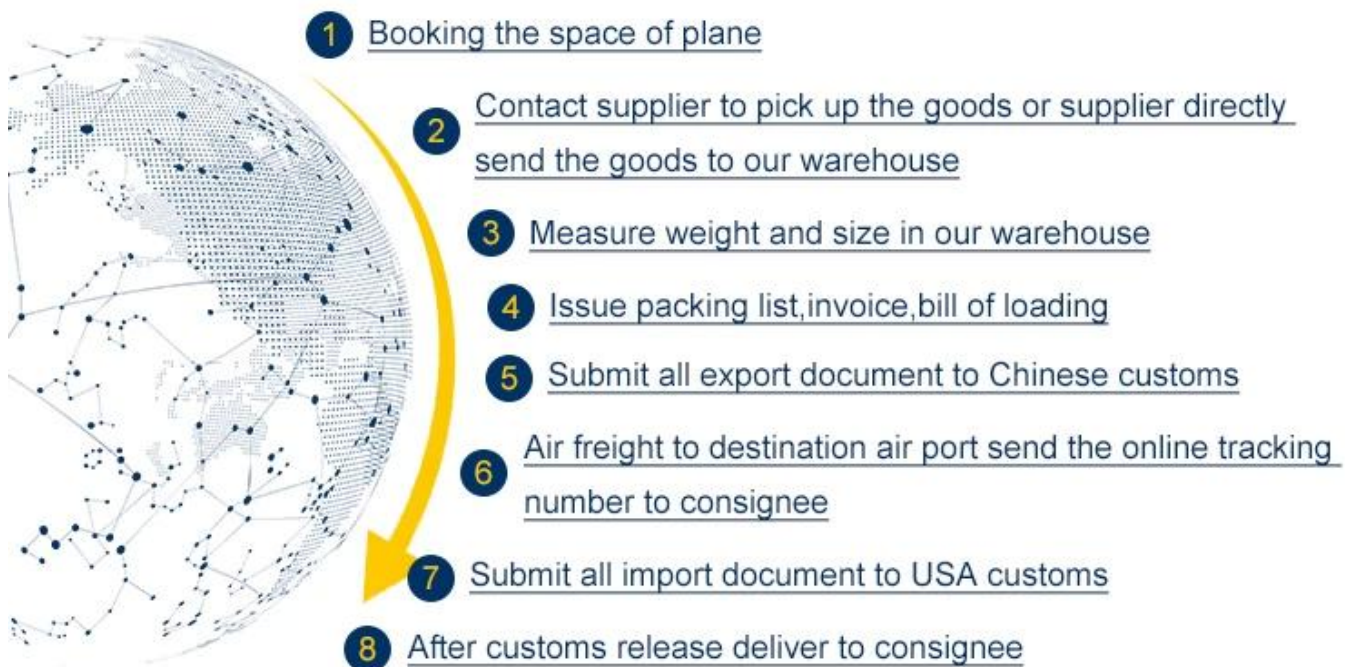 1 Booking the space of plane
2 Contact supplier to pick up the goods or supplier directly
send the goods to our warehouse
3 Measure weight and size in our warehouse
4 Issue packing list,invoice,bill of loading
5 Submit all export document to Chinese customs
6 Air freight to destination air port send the online tracking
number to consignee
7 Submit all import document to USA customs
8 After customs release deliver to consignee